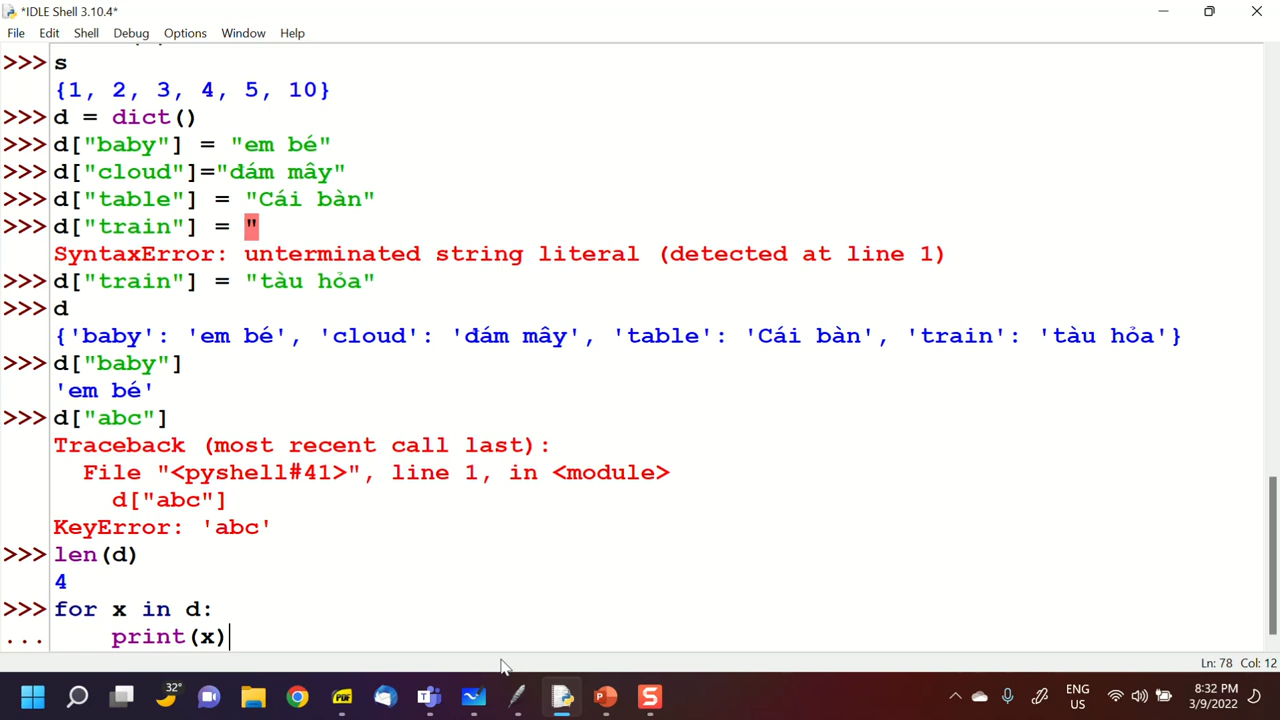 *IDLE Shell 3.10.4*
File Edit Shell Debug Options Window Help
>>> s
{1, 2, 3, 4, 5, 10}
>>> d = dict()
>>> d["baby"] = "em bé"
>>> d["cloud"]="đám mây"
>>> d["table"] = "Cái bàn"
>>> d["train"] = "
SyntaxError: unterminated string literal (detected at line 1)
>>> d["train"] = "tàu hỏa"
>>> d
{'baby': 'em bé', 'cloud': 'đám mây', 'table': 'Cái bàn', 'train': 'tàu hỏa'}
>>> d["baby"]
'em bé'
>>> d["abc"]
Traceback (most recent call last):
File "<pyshell#41>", line 1, in <module>
d["abc"]
KeyError: 'abc'
>>> len(d)
4
>>> for x in d:
... print(x)
Ln: 78 Col: 12
32°
PDF
ENG
US
8:32 PM
3/9/2022